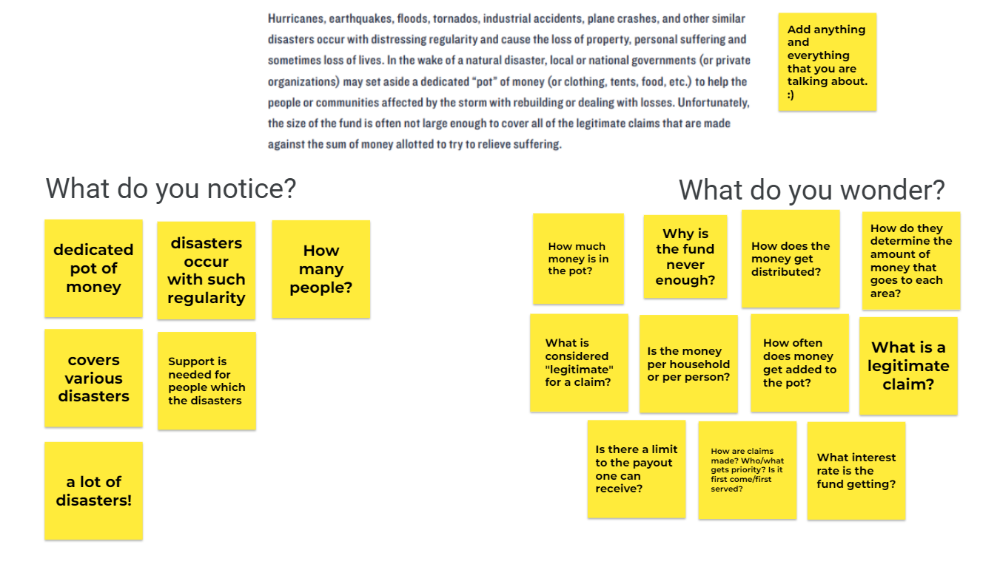 Hurricanes, earthquakes, floods, tornados, industrial accidents, plane crashes, and other similar
disasters occur with distressing regularity and cause the loss of property, personal suffering and
sometimes loss of lives. In the wake of a natural disaster, local or national governments (or private
organizations) may set aside a dedicated “pot” of money (or clothing, tents, food, etc.) to help the
people or communities affected by the storm with rebuilding or dealing with losses. Unfortunately,
the size of the fund is often not large enough to cover all of the legitimate claims that are made
against the sum of money allotted to try to relieve suffering.
Add anything
and
everything
that you are
talking about.
:)
What do you notice?
dedicated
pot of
money
disasters
occur
with such
regularity
How
many
people?
covers
various
disasters
Support is
needed for
people which
the disasters
a lot of
disasters!
What do you wonder?
How much
money is in
the pot?
Why is
the fund
never
enough?
How does the
money get
distributed?
How do they
determine the
amount of
money that
goes to each
area?
What is
considered
"legitimate"
for a claim?
Is the money
per household
or per person?
How often
does money
get added to
the pot?
What is a
legitimate
claim?
Is there a limit
to the payout
one can
receive?
How are claims
made? Who/what
gets priority? Is it
first come/first
served?
What interest
rate is the
fund getting?